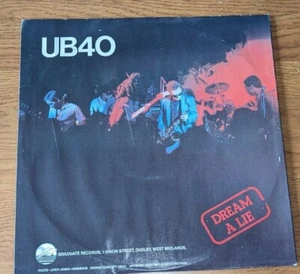 UB40
DREAM
A LIE
GRADUATE RECORDS, 1 UNION STREET, DUDLEY, WEST MIDLANDS.